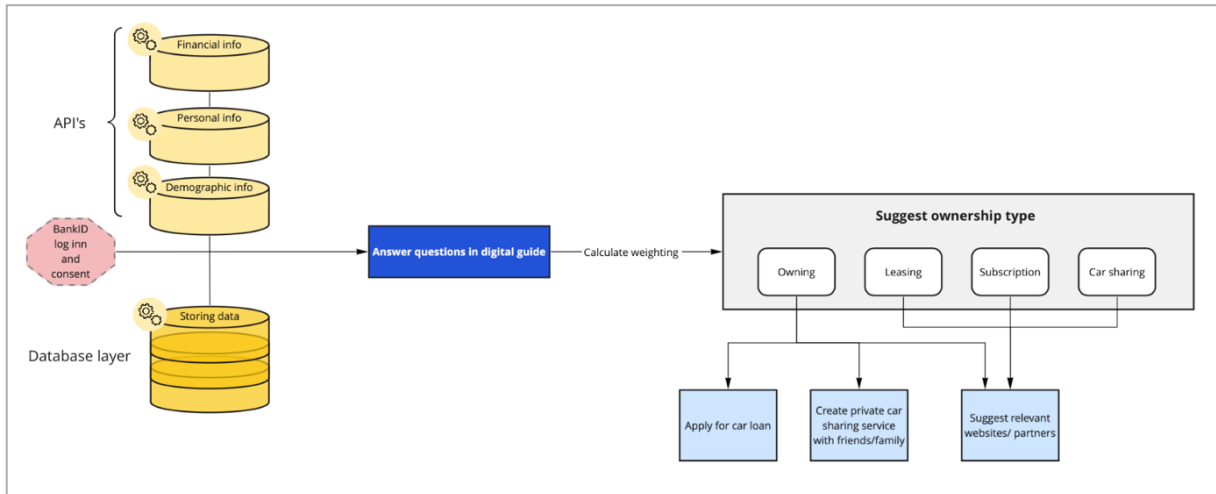 Financial info
API's
Personal info
Demographic info
BankID
log inn
and
consent
Answer questions in digital guide
Calculate weighting
Suggest ownership type
Owning
Leasing
Subscription
Car sharing
Storing data
Database layer
Apply for car loan
Create private car
sharing service
with friends/family
Suggest relevant
websites/ partners